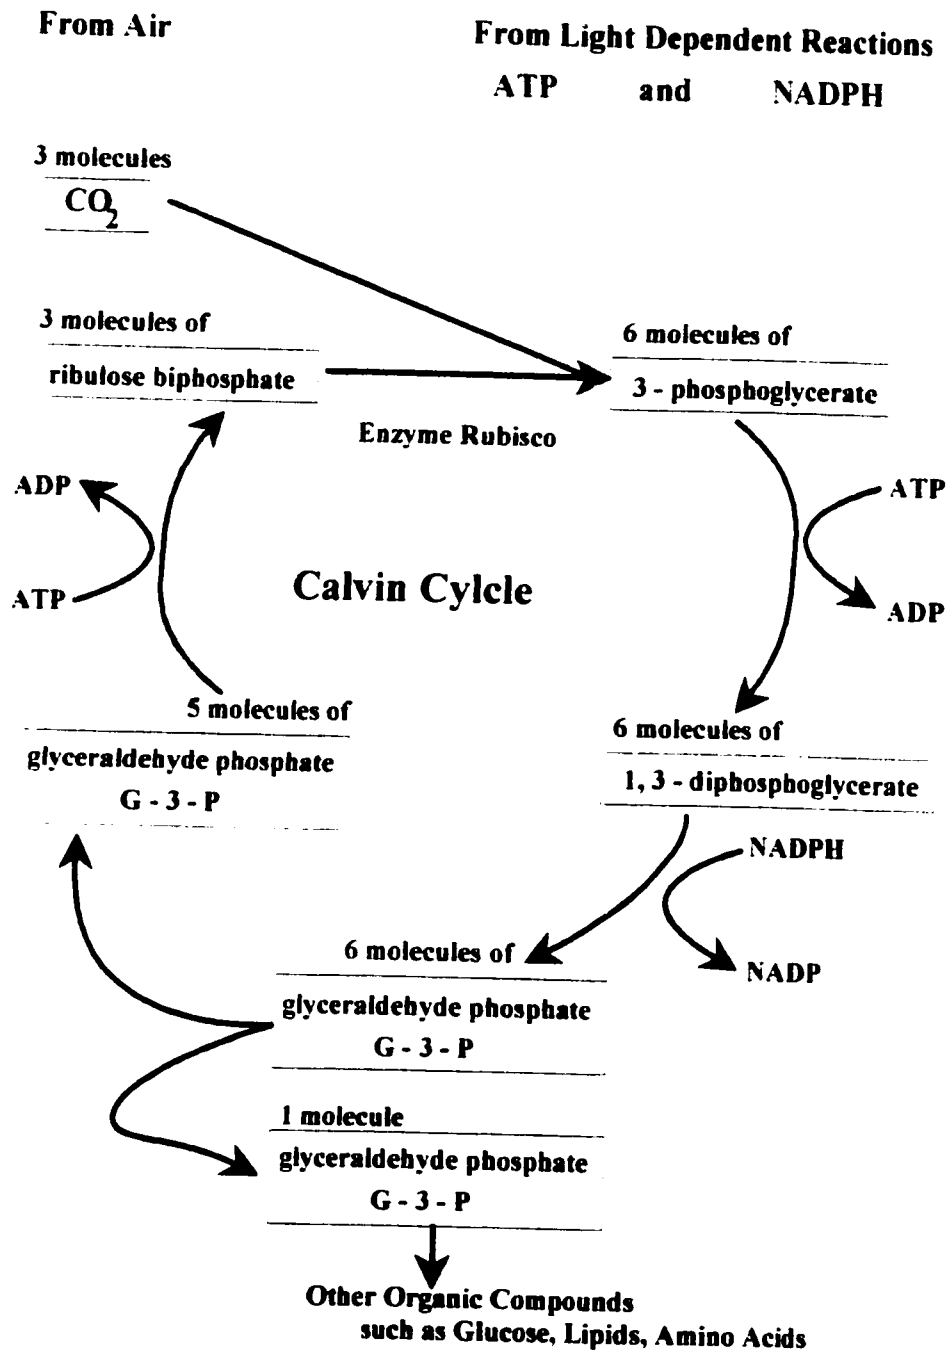 From Air
From Light Dependent Reactions
ATP and NADPH
3 molecules
CO2
3 molecules of
ribulose biphosphate
6 molecules of
3 - phosphoglycerate
Enzyme Rubisco
ADP
ATP
ATP
ADP
Calvin Cylcle
5 molecules of
glyceraldehyde phosphate
G - 3 - P
6 molecules of
1, 3 - diphosphoglycerate
NADPH
NADP
6 molecules of
glyceraldehyde phosphate
G - 3 - P
1 molecule
glyceraldehyde phosphate
G - 3 - P
Other Organic Compounds
such as Glucose, Lipids, Amino Acids